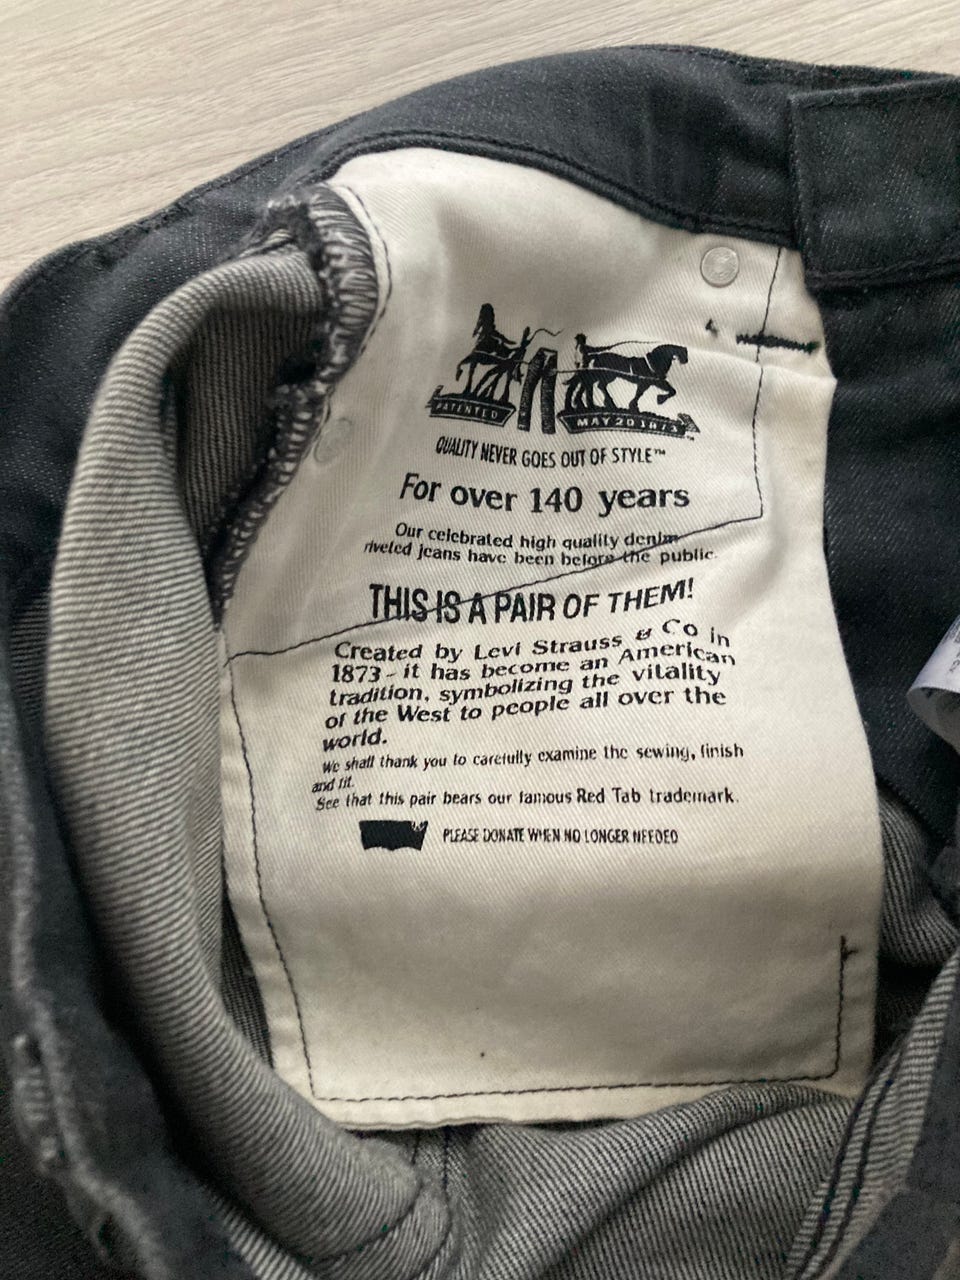 PATENTED
MAY 20 1873
QUALITY NEVER GOES OUT OF STYLE™
For over 140 years
Our celebrated high quality denim
riveted jeans have been before the public.
THIS IS A PAIR OF THEM!
Created by Levi Strauss & Co in
1873 - it has become an American
tradition, symbolizing the vitality
of the West to people all over the
world.
We shall thank you to carefully examine the sewing, finish
and fit.
See that this pair bears our famous Red Tab trademark.
PLEASE DONATE WHEN NO LONGER NEEDED